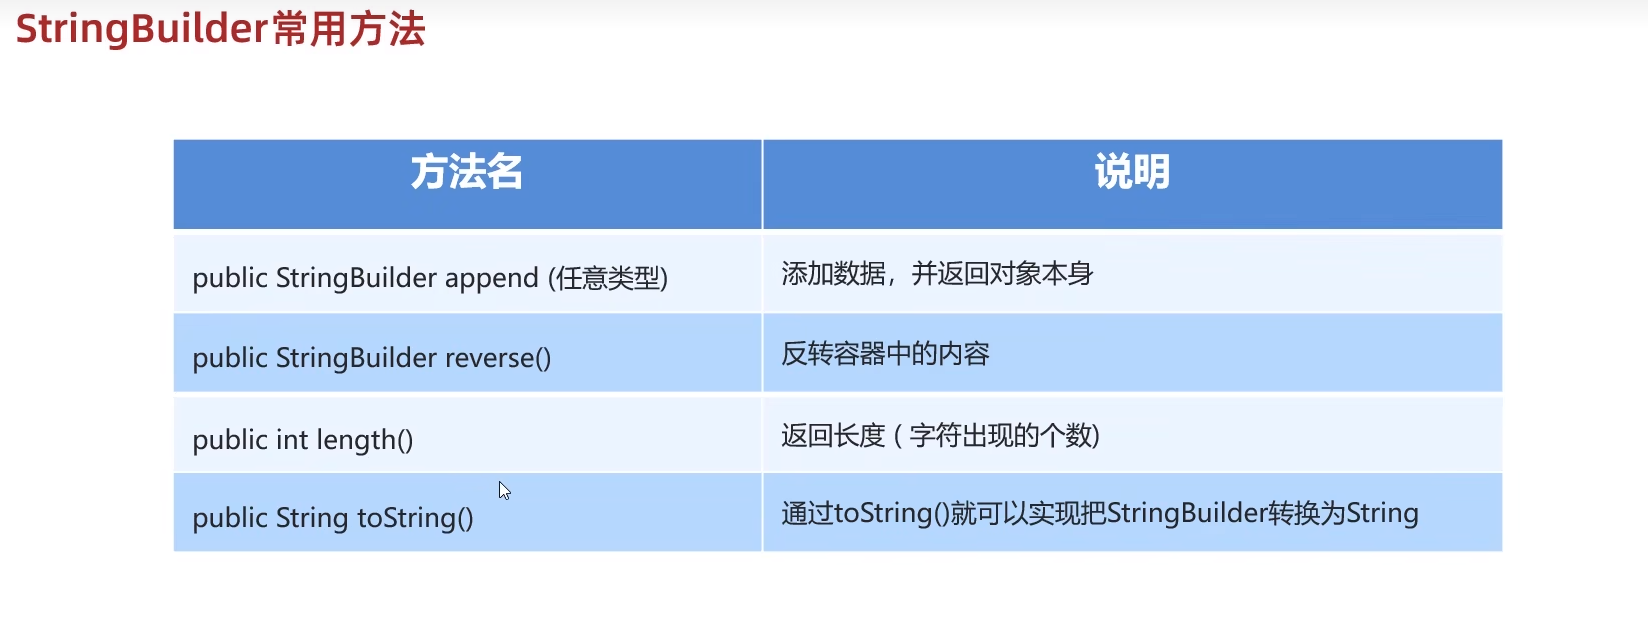 StringBuilder常用方法
方法名 说明
public StringBuilder append (任意类型) 添加数据，并返回对象本身
public StringBuilder reverse() 反转容器中的内容
public int length() 返回长度 ( 字符出现的个数)
public String toString() 通过toString()就可以实现把StringBuilder转换为String